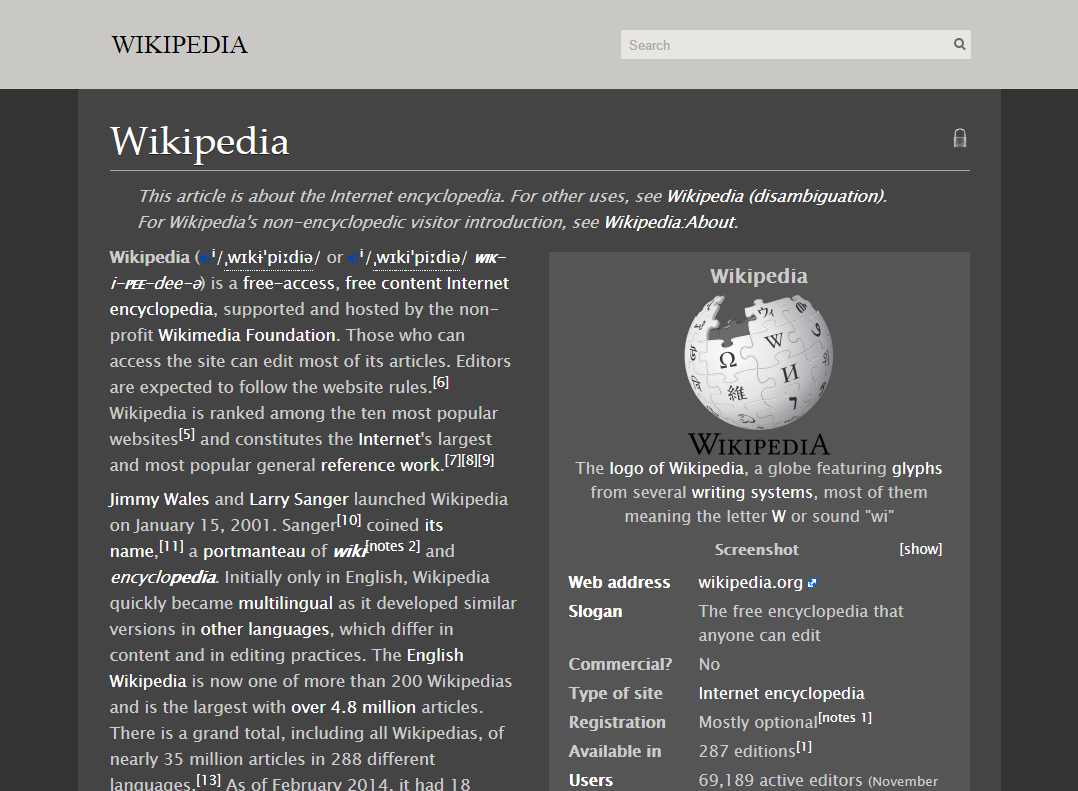 WIKIPEDIA
Search
Wikipedia
This article is about the Internet encyclopedia. For other uses, see Wikipedia (disambiguation).
For Wikipedia's non-encyclopedic visitor introduction, see Wikipedia:About.
Wikipedia (i/ˌwɪkɨˈpiːdiə/ or i/ˌwɪkiˈpiːdiə/ WIK-
i-PEE-dee-ə) is a free-access, free content Internet
encyclopedia, supported and hosted by the non-
profit Wikimedia Foundation. Those who can
access the site can edit most of its articles. Editors
are expected to follow the website rules.[6]
Wikipedia is ranked among the ten most popular
websites[5] and constitutes the Internet's largest
and most popular general reference work.[7][8][9]
Jimmy Wales and Larry Sanger launched Wikipedia
on January 15, 2001. Sanger[10] coined its
name,[11] a portmanteau of wiki[notes 2] and
encyclopedia. Initially only in English, Wikipedia
quickly became multilingual as it developed similar
versions in other languages, which differ in
content and in editing practices. The English
Wikipedia is now one of more than 200 Wikipedias
and is the largest with over 4.8 million articles.
There is a grand total, including all Wikipedias, of
nearly 35 million articles in 288 different
languages.[13] As of February 2014, it had 18
Wikipedia
Ω W И
維 ウィ 7
WIKIPEDIA
The logo of Wikipedia, a globe featuring glyphs
from several writing systems, most of them
meaning the letter W or sound "wi"
Screenshot [show]
Web address wikipedia.org
Slogan The free encyclopedia that
anyone can edit
Commercial? No
Type of site Internet encyclopedia
Registration Mostly optional[notes 1]
Available in 287 editions[1]
Users 69,189 active editors (November